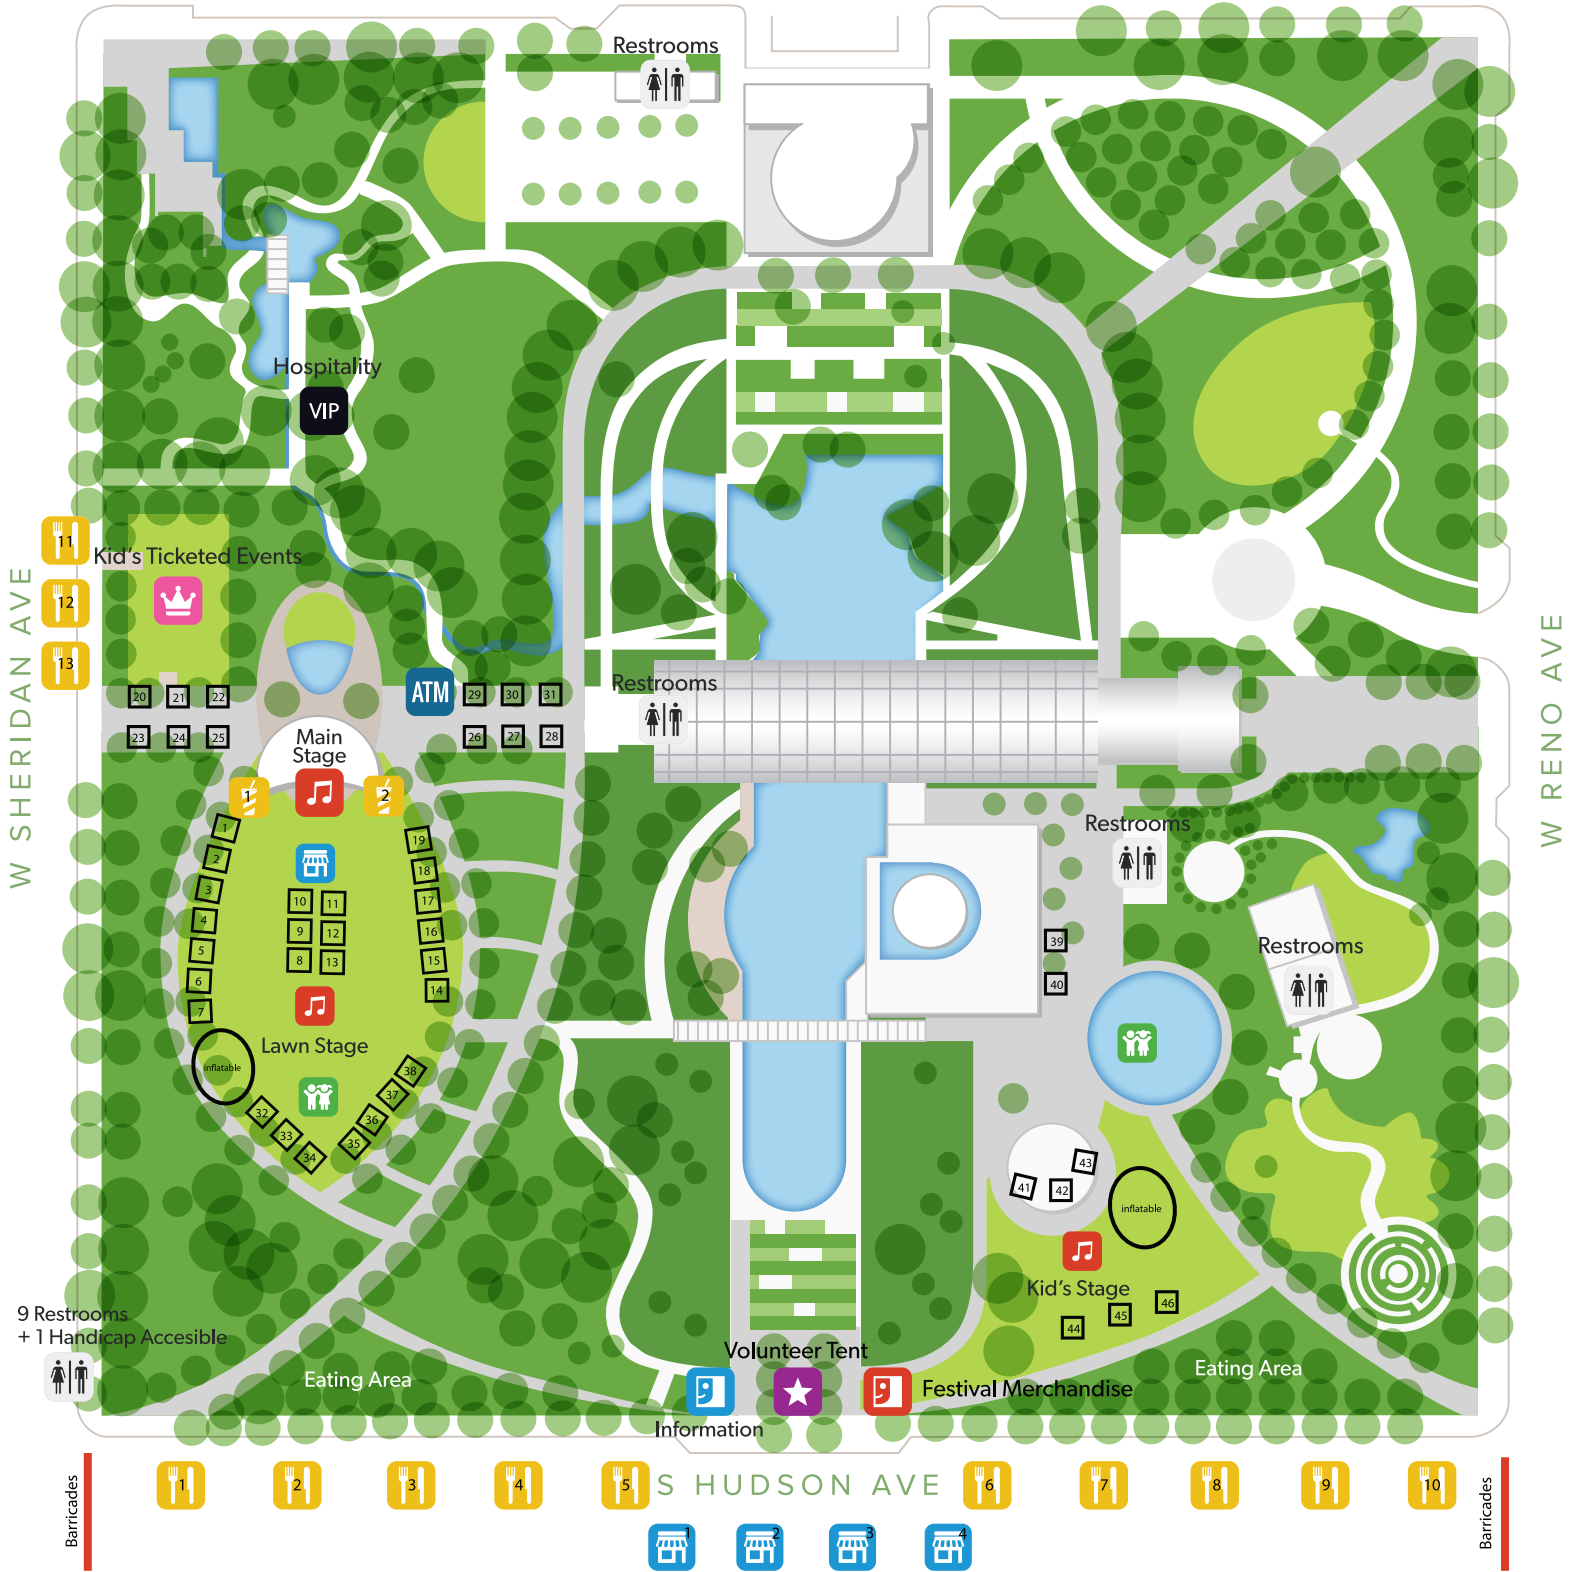 Restrooms
Hospitality
VIP
11
Kid's Ticketed Events
12
13
W SHERIDAN AVE
W RENO AVE
20 21 22
23 24 25
ATM
29 30 31
26 27 28
Restrooms
Main
Stage
1
2
1
2
3
4
5
6
7
10 11
9 12
8 13
19
18
17
16
15
14
Lawn Stage
inflatable
32
33
34
35
36
37
38
Restrooms
39
40
Restrooms
41
42
43
inflatable
Kid's Stage
44
45
46
9 Restrooms
+ 1 Handicap Accesible
Eating Area
Volunteer Tent
Eating Area
Festival Merchandise
Information
Barricades
1
2
3
4
5
S HUDSON AVE
6
7
8
9
10
Barricades
1
2
3
4